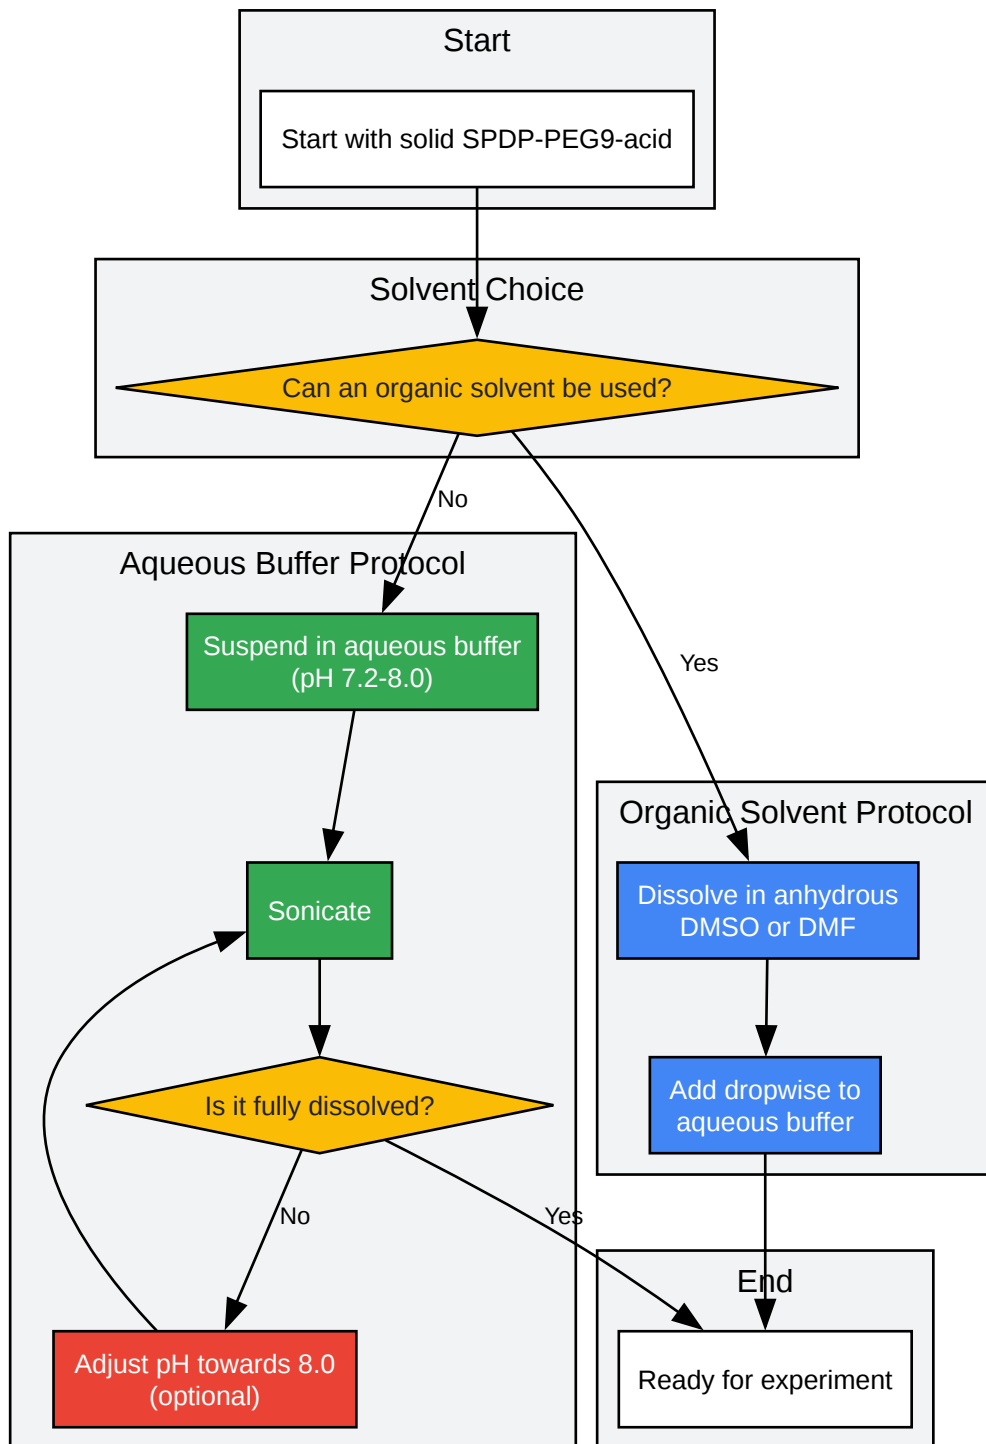 Start
Start with solid SPDP-PEG9-acid
Solvent Choice
Can an organic solvent be used?
No
Yes
Aqueous Buffer Protocol
Suspend in aqueous buffer
(pH 7.2-8.0)
Sonicate
Is it fully dissolved?
No
Yes
Adjust pH towards 8.0
(optional)
Organic Solvent Protocol
Dissolve in anhydrous
DMSO or DMF
Add dropwise to
aqueous buffer
End
Ready for experiment